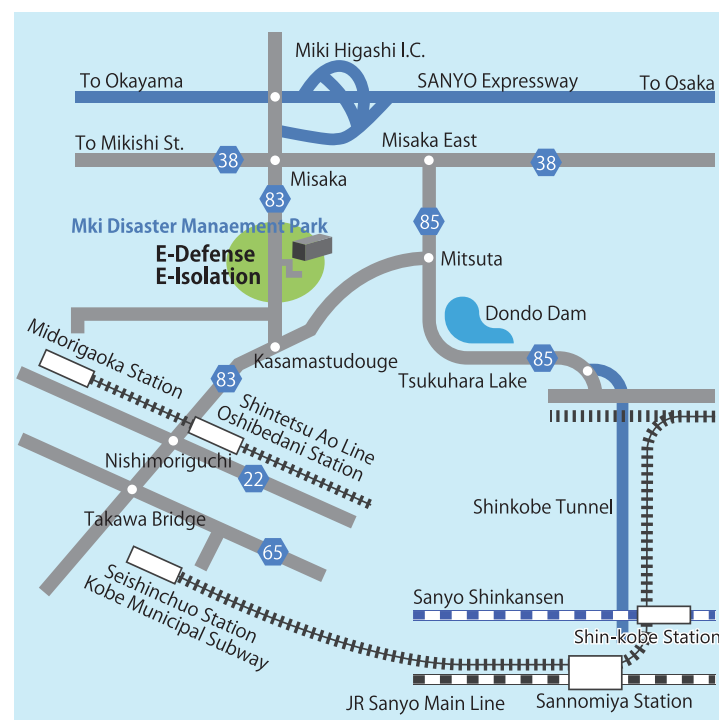 Miki Higashi I.C.
To Okayama
SANYO Expressway
To Osaka
To Mikishi St.
38
Misaka East
38
Misaka
83
85
Mki Disaster Manaement Park
E-Defense
E-Isolation
Mitsuta
Dondo Dam
Midorigaoka Station
Kasamastudouge
85
83
Tsukuhara Lake
Shintetsu Ao Line
Oshibedani Station
Nishimoriguchi
22
Takawa Bridge
Shinkobe Tunnel
65
Seishinchuo Station
Kobe Municipal Subway
Sanyo Shinkansen
Shin-kobe Station
JR Sanyo Main Line
Sannomiya Station